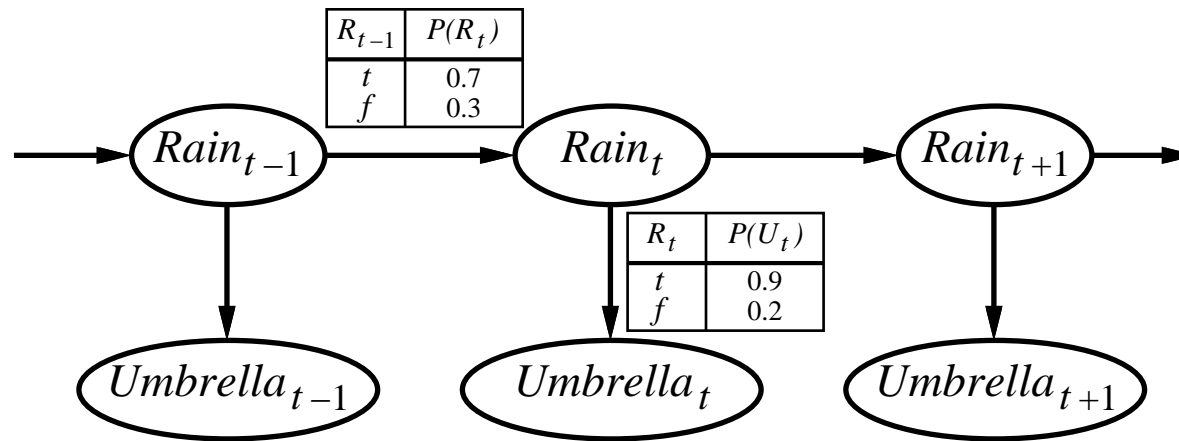 R_{t-1} P(R_t)
t 0.7
f 0.3
Rain_{t-1} Rain_t Rain_{t+1}
R_t P(U_t)
t 0.9
f 0.2
Umbrella_{t-1} Umbrella_t Umbrella_{t+1}